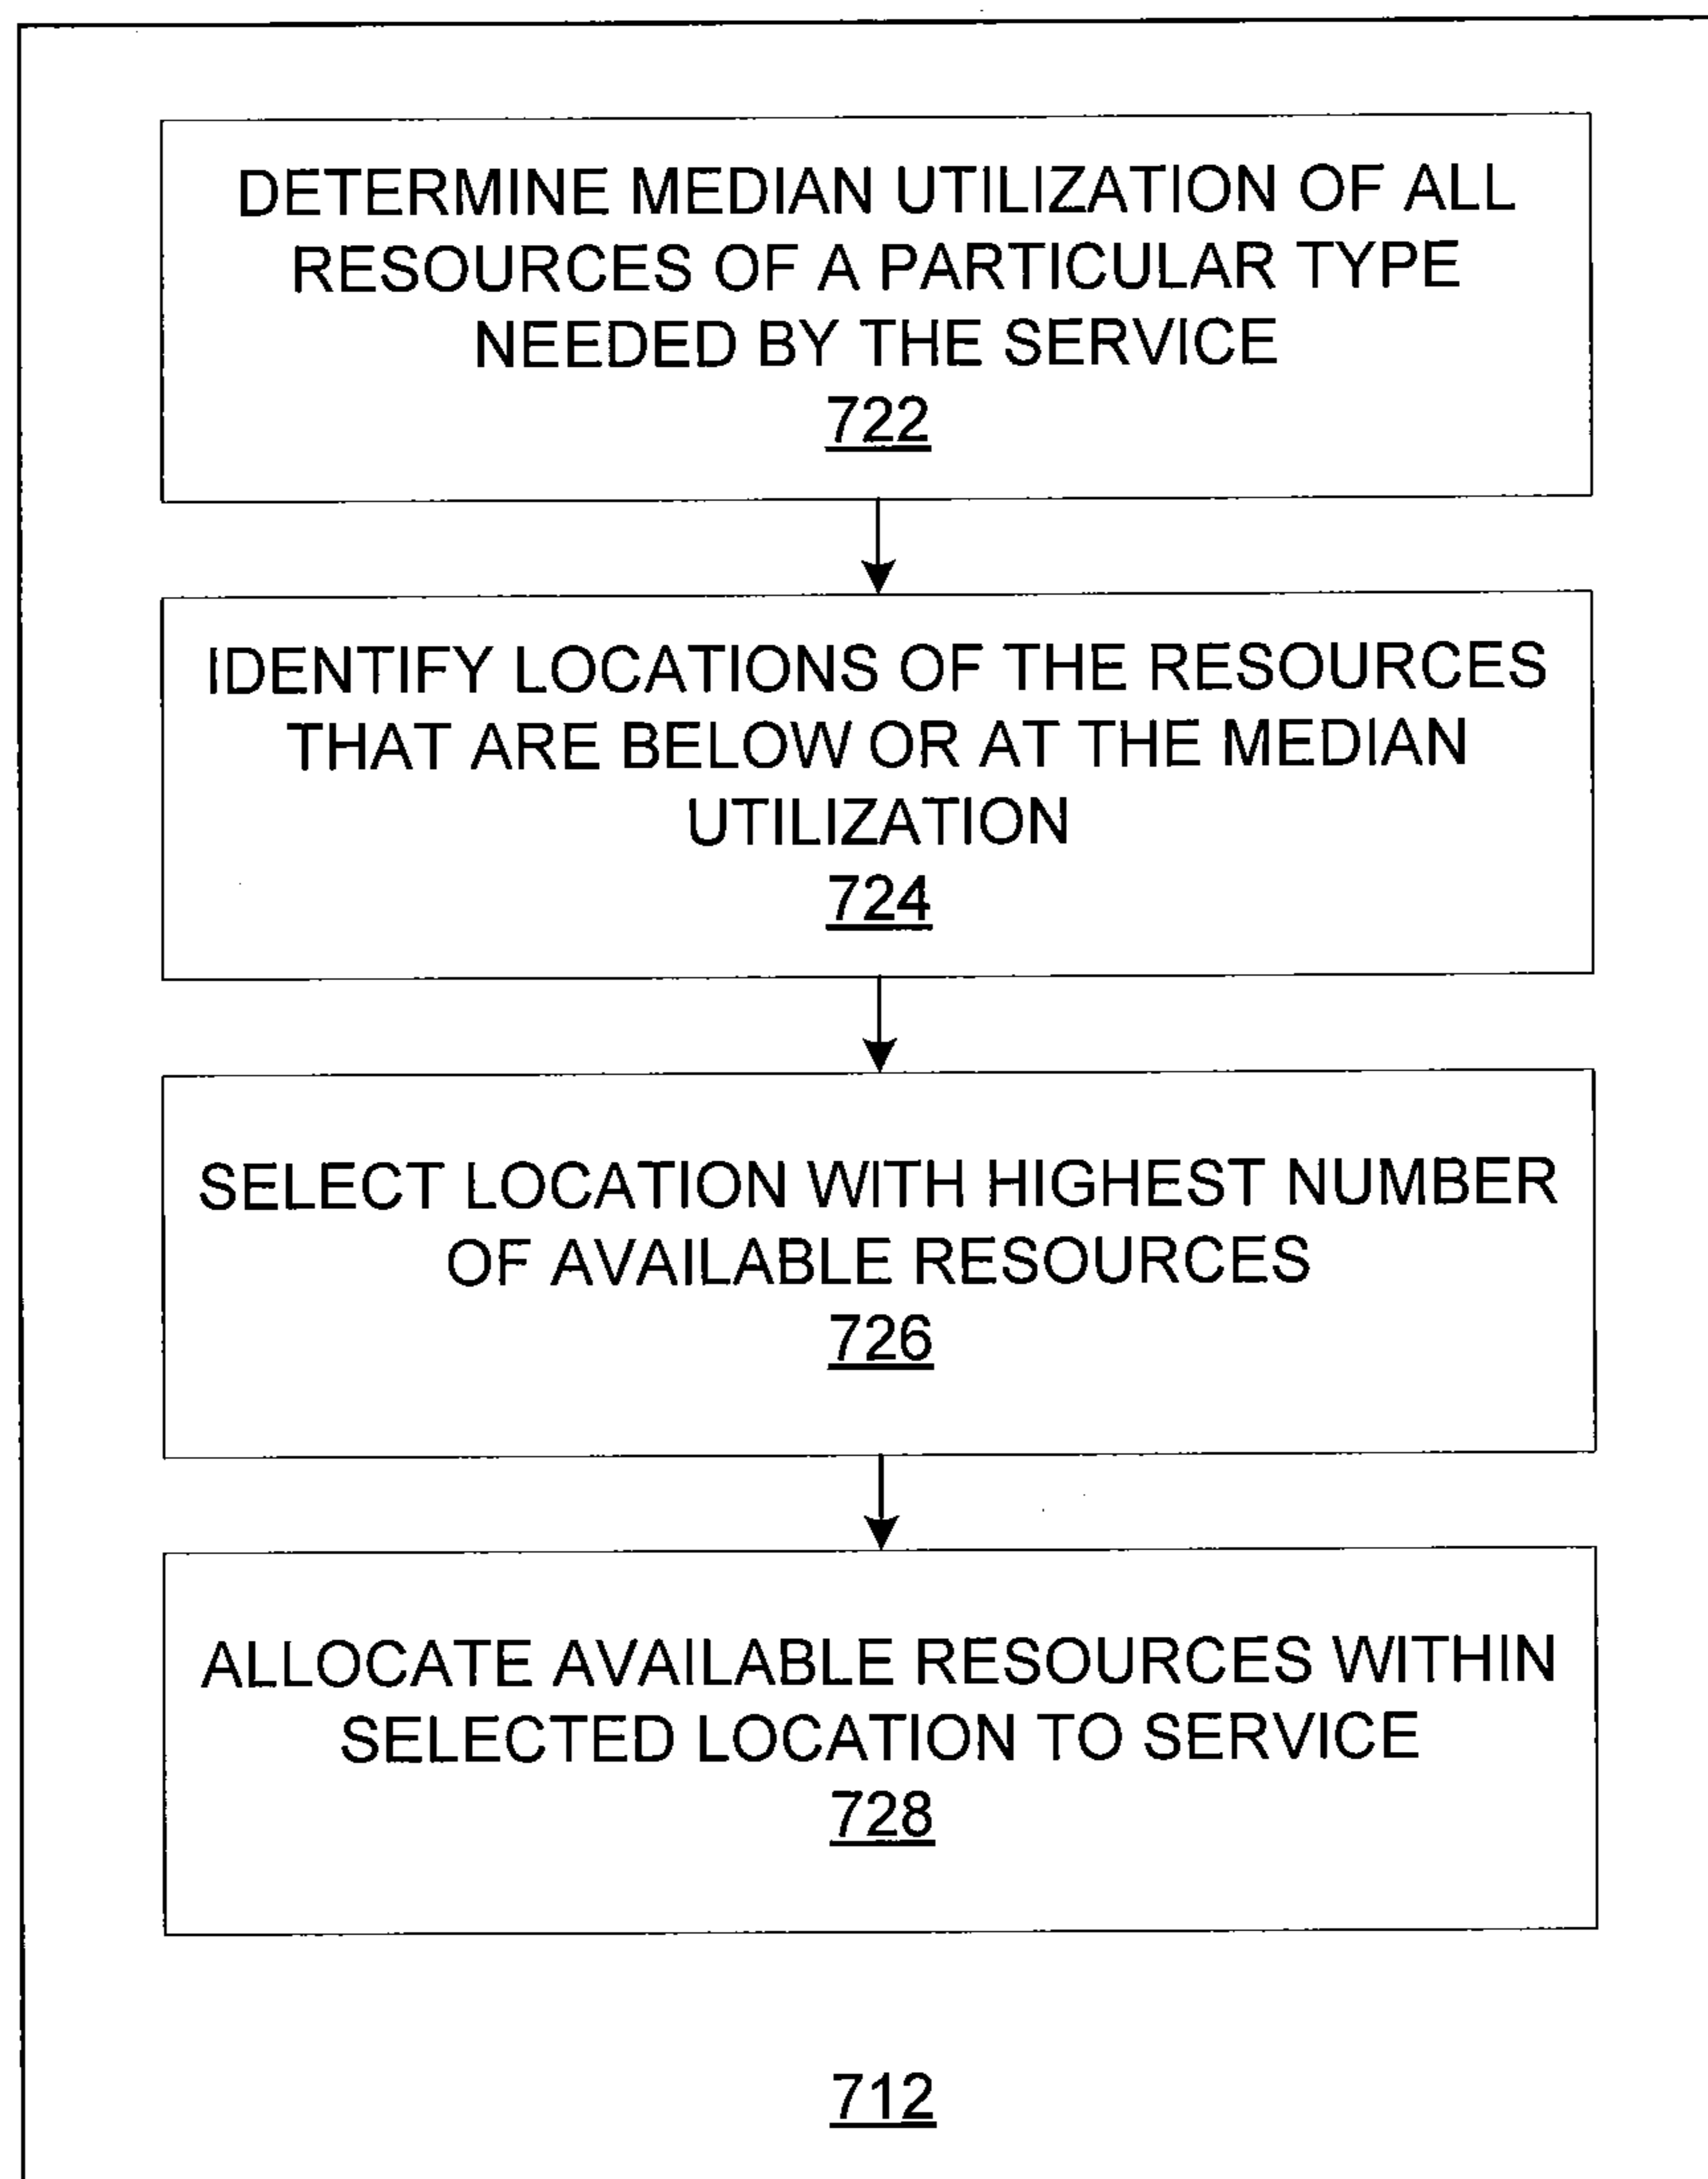 DETERMINE MEDIAN UTILIZATION OF ALL
RESOURCES OF A PARTICULAR TYPE
NEEDED BY THE SERVICE
722
IDENTIFY LOCATIONS OF THE RESOURCES
THAT ARE BELOW OR AT THE MEDIAN
UTILIZATION
724
SELECT LOCATION WITH HIGHEST NUMBER
OF AVAILABLE RESOURCES
726
ALLOCATE AVAILABLE RESOURCES WITHIN
SELECTED LOCATION TO SERVICE
728
712